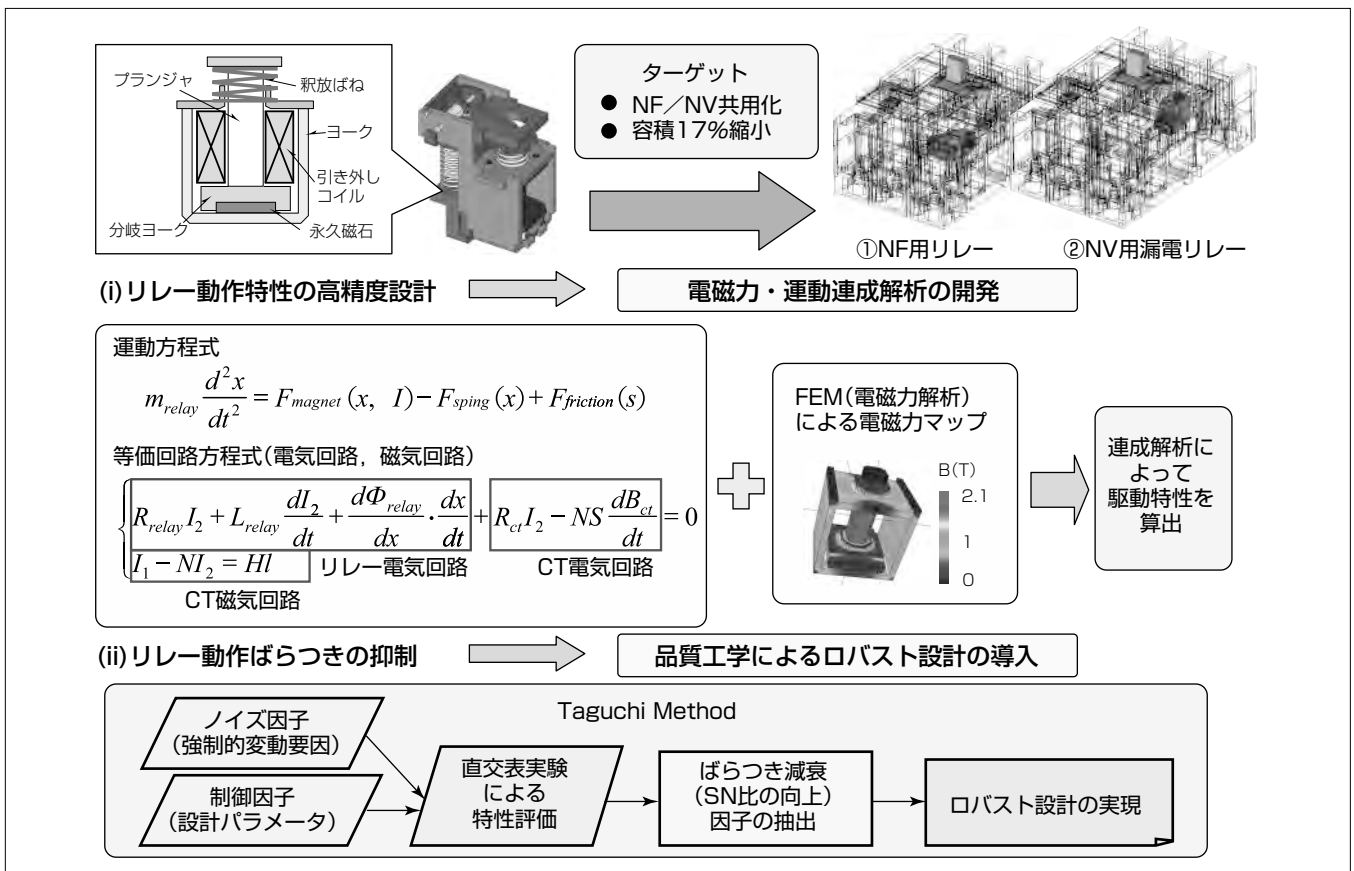 プランジャ
釈放ばね
ヨーク
引き外し
コイル
分岐ヨーク
永久磁石
ターゲット
● NF／NV共用化
● 容積17%縮小
①NF用リレー
②NV用漏電リレー
(i)リレー動作特性の高精度設計
電磁力・運動連成解析の開発
運動方程式
m_relay d²x/dt² = F_magnet (x, I) − F_sping (x) + F_friction (s)
等価回路方程式(電気回路，磁気回路)
R_relay I₂ + L_relay dI₂/dt + dΦ_relay/dx · dx/dt + R_ct I₂ − NS dB_ct/dt = 0
I₁ − NI₂ = Hl
リレー電気回路
CT電気回路
CT磁気回路
FEM(電磁力解析)
による電磁力マップ
B(T)
2.1
1
0
連成解析に
よって
駆動特性を
算出
(ii)リレー動作ばらつきの抑制
品質工学によるロバスト設計の導入
Taguchi Method
ノイズ因子
(強制的変動要因)
制御因子
(設計パラメータ)
直交表実験
による
特性評価
ばらつき減衰
(SN比の向上)
因子の抽出
ロバスト設計の実現